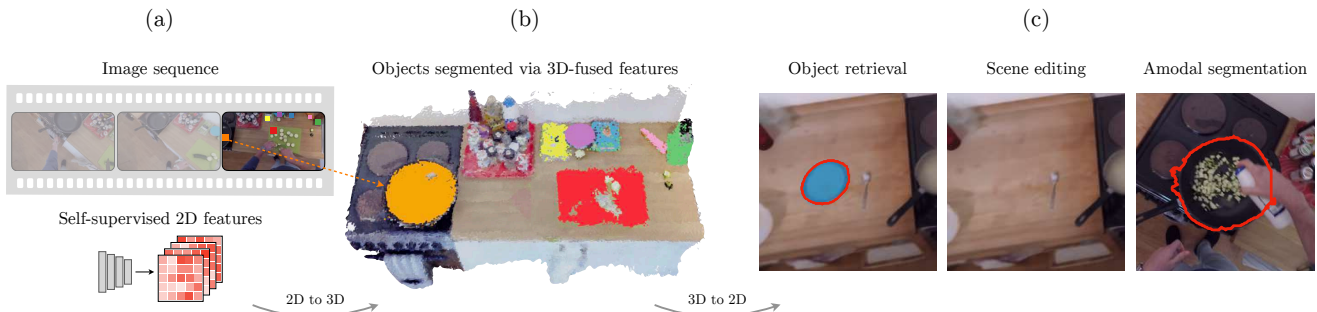 (a)
(b)
(c)
Image sequence
Objects segmented via 3D-fused features
Object retrieval
Scene editing
Amodal segmentation
Self-supervised 2D features
2D to 3D
3D to 2D